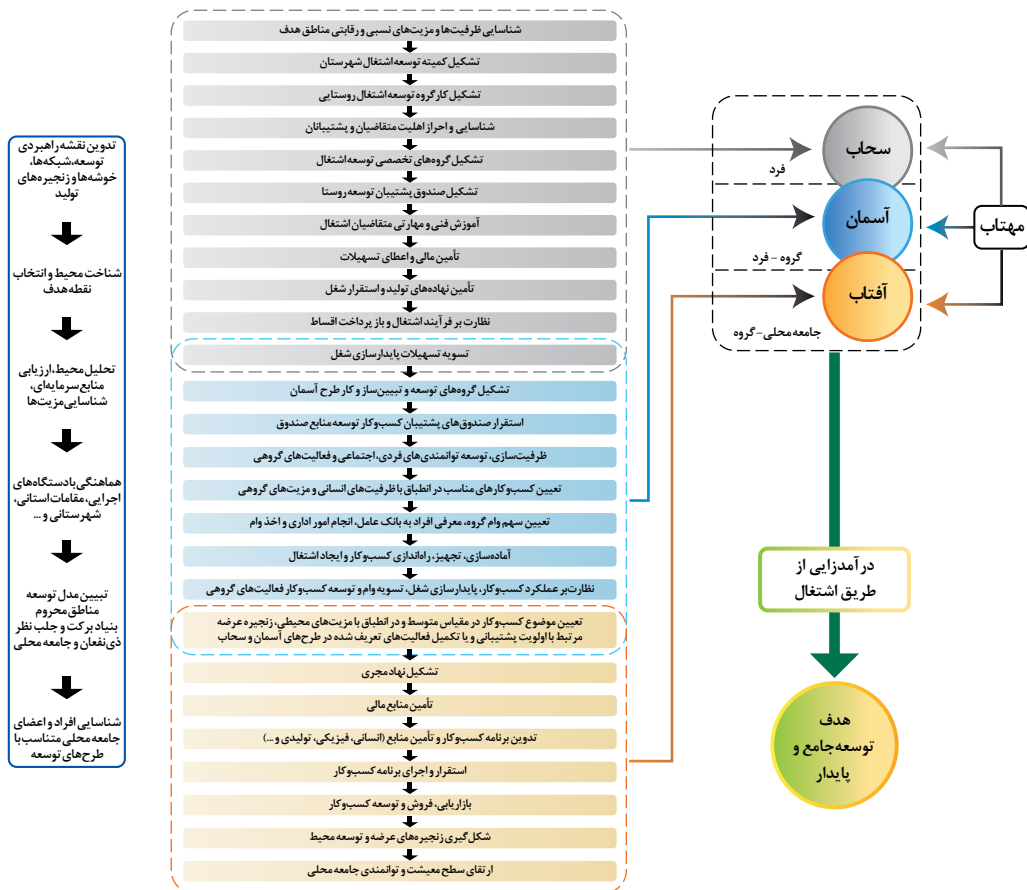 شناسایی ظرفیت‌ها و مزیت‌های نسبی و رقابتی مناطق هدف
تشکیل کمیته توسعه اشتغال شهرستان
تشکیل کارگروه توسعه اشتغال روستایی
شناسایی و احراز اهلیت متقاضیان و پشتیبانان
تشکیل گروه‌های تخصصی توسعه اشتغال
تشکیل صندوق پشتیبان توسعه روستا
آموزش فنی و مهارتی متقاضیان اشتغال
تأمین مالی و اعطای تسهیلات
تأمین نهاده‌های تولید و استقرار شغل
نظارت بر فرآیند اشتغال و باز پرداخت اقساط
تسویه تسهیلات پایدارسازی شغل
تشکیل گروه‌های توسعه و تبیین‌ساز و کار طرح آسمان
استقرار صندوق‌های پشتیبان کسب‌وکار توسعه منابع صندوق
ظرفیت‌سازی، توسعه توانمندی‌های فردی، اجتماعی و فعالیت‌های گروهی
تعیین کسب‌وکارهای مناسب در انطباق با ظرفیت‌های انسانی و مزیت‌های گروهی
تعیین سهم وام گروه، معرفی افراد به بانک عامل، انجام امور اداری و اخذ وام
آماده‌سازی، تجهیز، راه‌اندازی کسب‌وکار و ایجاد اشتغال
نظارت‌بر عملکرد کسب‌وکار، پایدارسازی شغل، تسویه وام و توسعه کسب‌وکار فعالیت‌های گروهی
تعیین موضوع کسب‌وکار در مقیاس متوسط و در انطباق با مزیت‌های محیطی، زنجیره عرضه
مرتبط با اولویت پشتیبانی و یا تکمیل فعالیت‌های تعریف شده در طرح‌های آسمان و سحاب
تشکیل نهاد مجری
تأمین منابع مالی
تدوین برنامه کسب‌وکار و تأمین منابع (انسانی، فیزیکی، تولیدی و ...)
استقرار و اجرای برنامه کسب‌وکار
بازاریابی، فروش و توسعه کسب‌وکار
شکل‌گیری زنجیره‌های عرضه و توسعه محیط
ارتقای سطح معیشت و توانمندی جامعه محلی
تدوین نقشه راهبردی
توسعه،شبکه‌ها،
خوشه‌ها و زنجیره‌های
تولید
شناخت محیط و انتخاب
نقطه هدف
تحلیل محیط، ارزیابی
منابع سرمایه‌ای،
شناسایی مزیت‌ها
هماهنگی با دستگاه‌های
اجرایی، مقامات استانی،
شهرستانی و ...
تبیین مدل توسعه
مناطق محروم
بنیاد برکت و جلب نظر
ذی‌نفعان و جامعه محلی
شناسایی افراد و اعضای
جامعه محلی متناسب با
طرح‌های توسعه
سحاب
فرد
آسمان
گروه - فرد
آفتاب
جامعه محلی-گروه
مهتاب
درآمدزایی از
طریق اشتغال
هدف
توسعه جامع و
پایدار